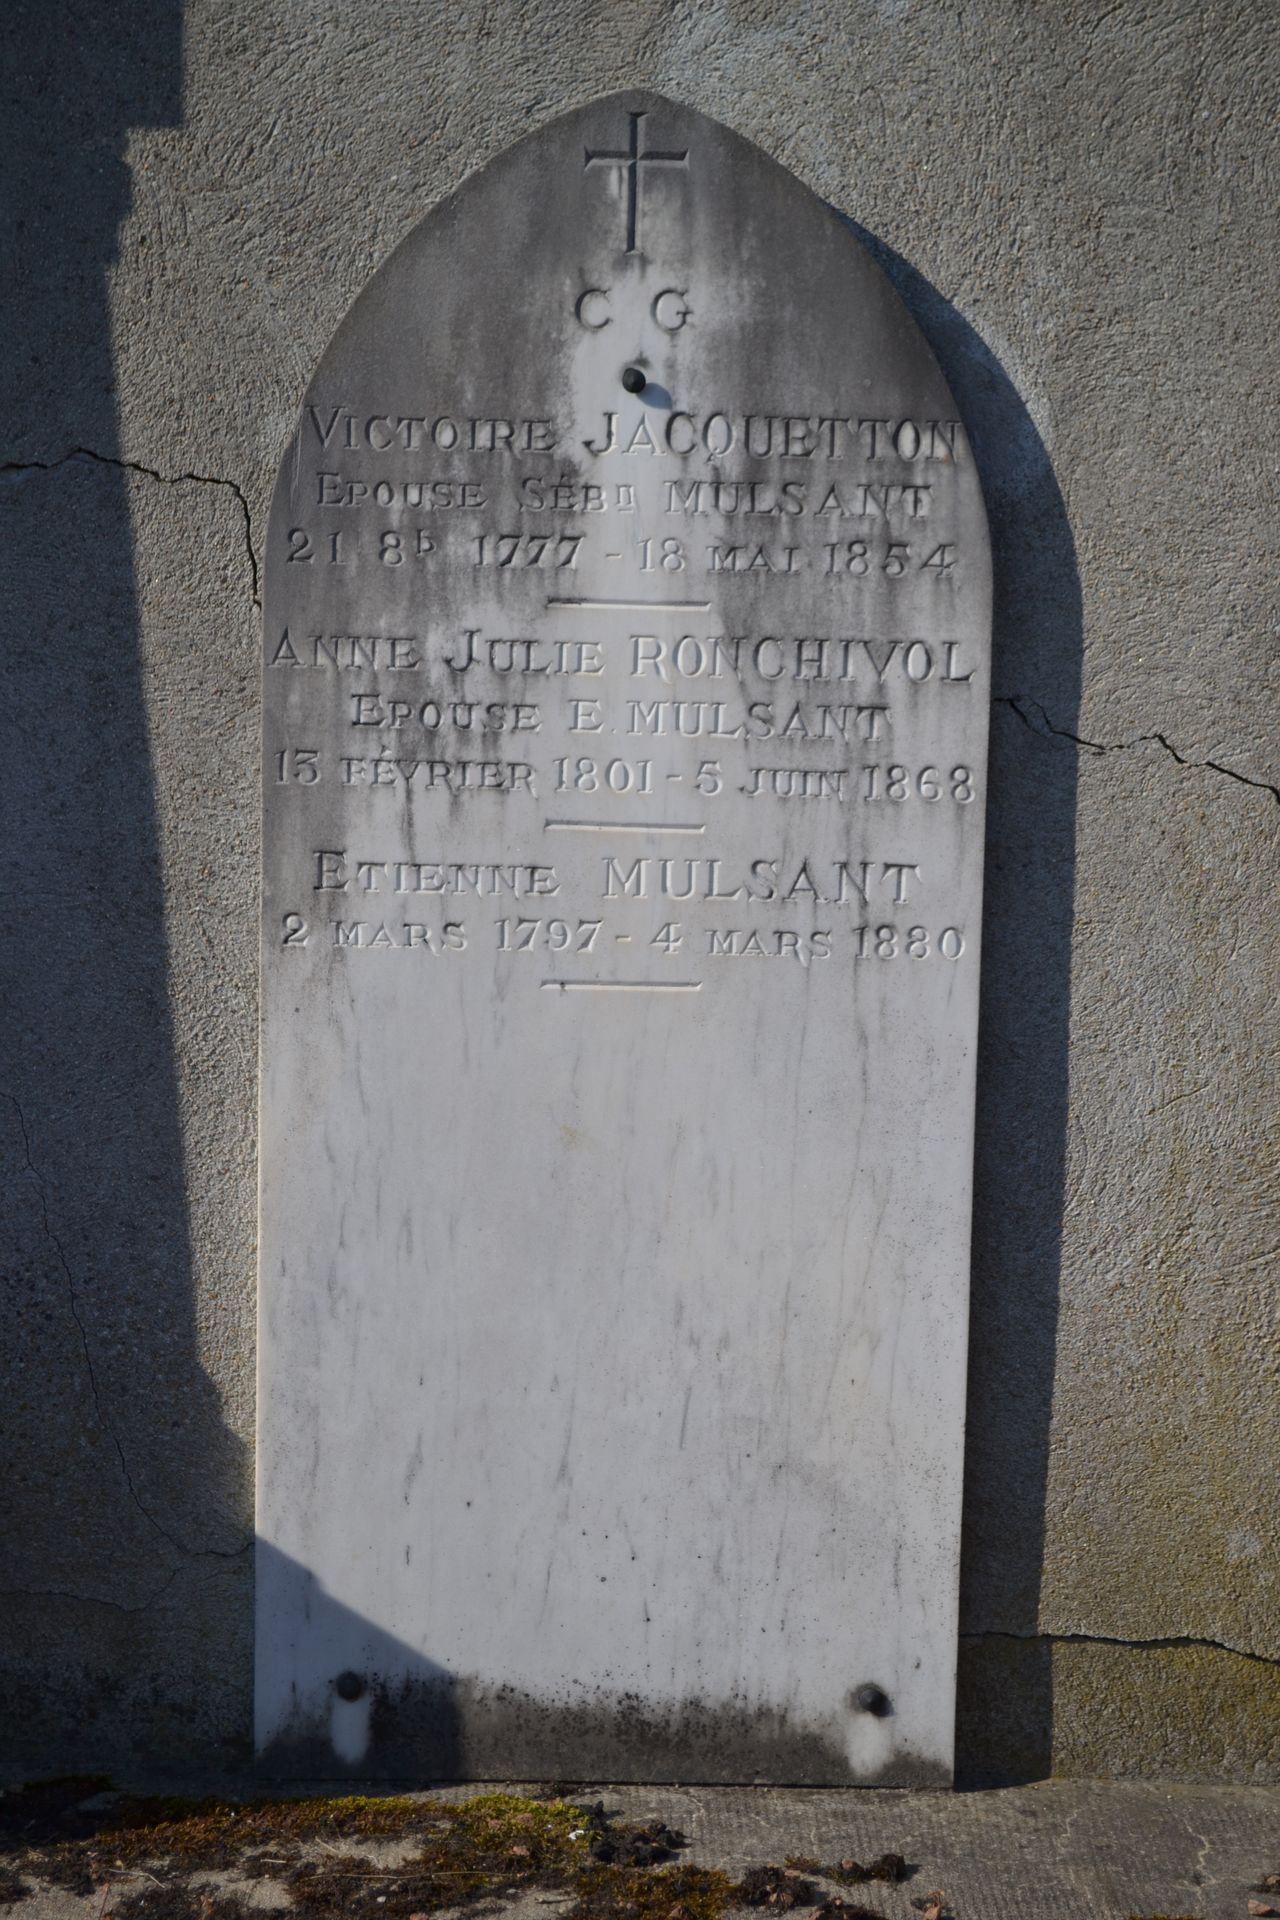 C G
VICTOIRE JACQUETTON
EPOUSE SÉBN MULSANT
21 8b 1777 - 18 MAI 1854
ANNE JULIE RONCHIVOL
EPOUSE E. MULSANT
13 FÉVRIER 1801 - 5 JUIN 1868
ETIENNE MULSANT
2 MARS 1797 - 4 MARS 1880